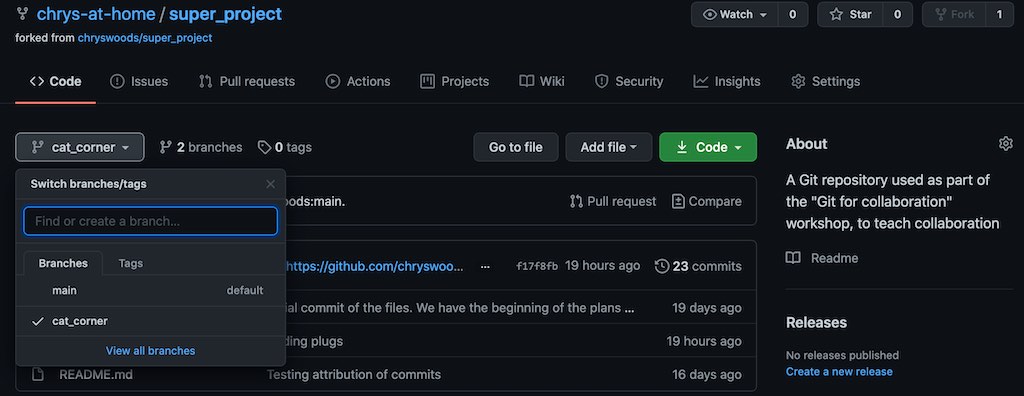 chrys-at-home / super_project
Watch 0
Star 0
Fork 1
forked from chryswoods/super_project
Code
Issues
Pull requests
Actions
Projects
Wiki
Security
Insights
Settings
cat_corner
2 branches
0 tags
Go to file
Add file
Code
Switch branches/tags
Find or create a branch...
Branches
Tags
main default
cat_corner
View all branches
oods:main.
Pull request
Compare
https://github.com/chryswoo... ... f17f8fb 19 hours ago 23 commits
ial commit of the files. We have the beginning of the plans ... 19 days ago
ding plugs 19 hours ago
README.md Testing attribution of commits 16 days ago
About
A Git repository used as part of
the "Git for collaboration"
workshop, to teach collaboration
Readme
Releases
No releases published
Create a new release